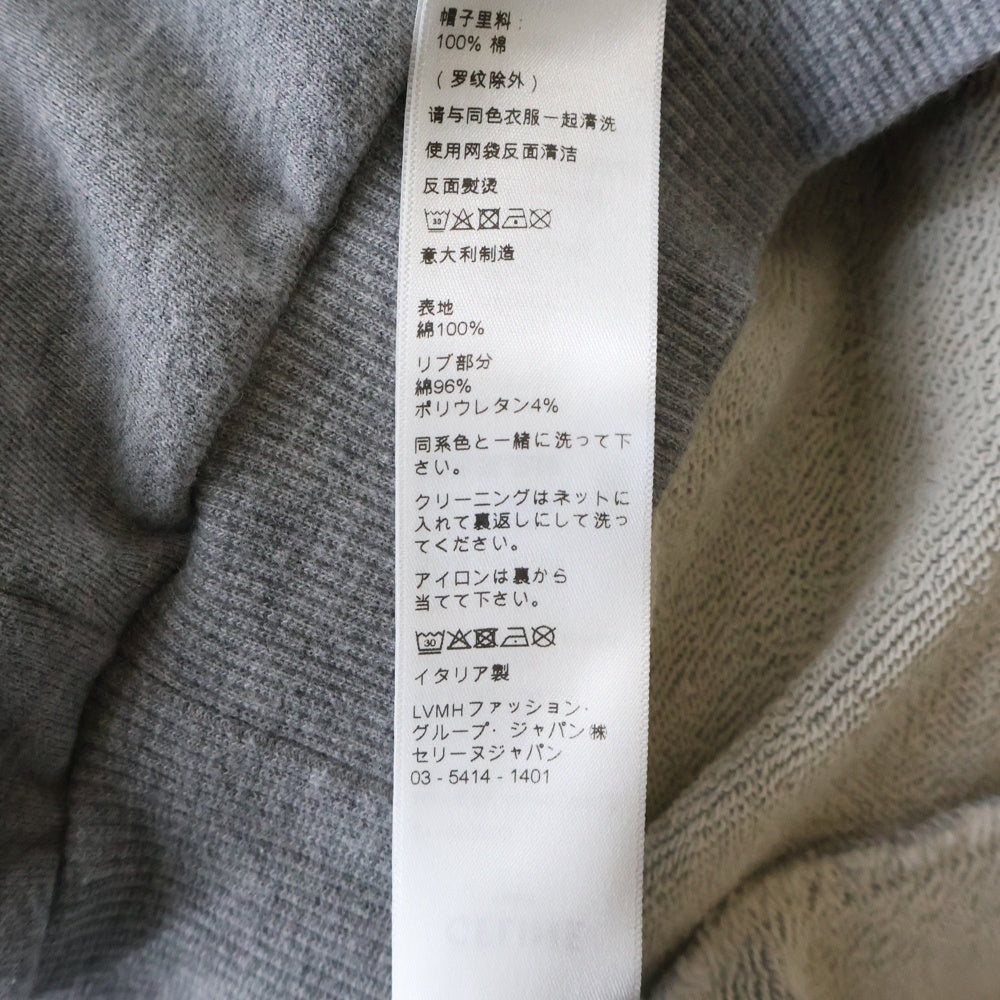 帽子里料:
100% 棉
(罗纹除外)
请与同色衣服一起清洗
使用网袋反面清洁
反面熨烫
30
意大利制造
表地
綿100%
リブ部分
綿96%
ポリウレタン4%
同系色と一緒に洗って下
さい。
クリーニングはネットに
入れて裏返しにして洗っ
てください。
アイロンは裏から
当てて下さい。
30
イタリア製
LVMHファッション・
グループ・ジャパン㈱
セリーヌジャパン
03 - 5414 - 1401